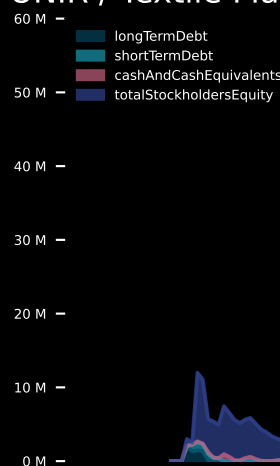 60 M
longTermDebt
shortTermDebt
cashAndCashEquivalents
totalStockholdersEquity
50 M
40 M
30 M
20 M
10 M
0 M